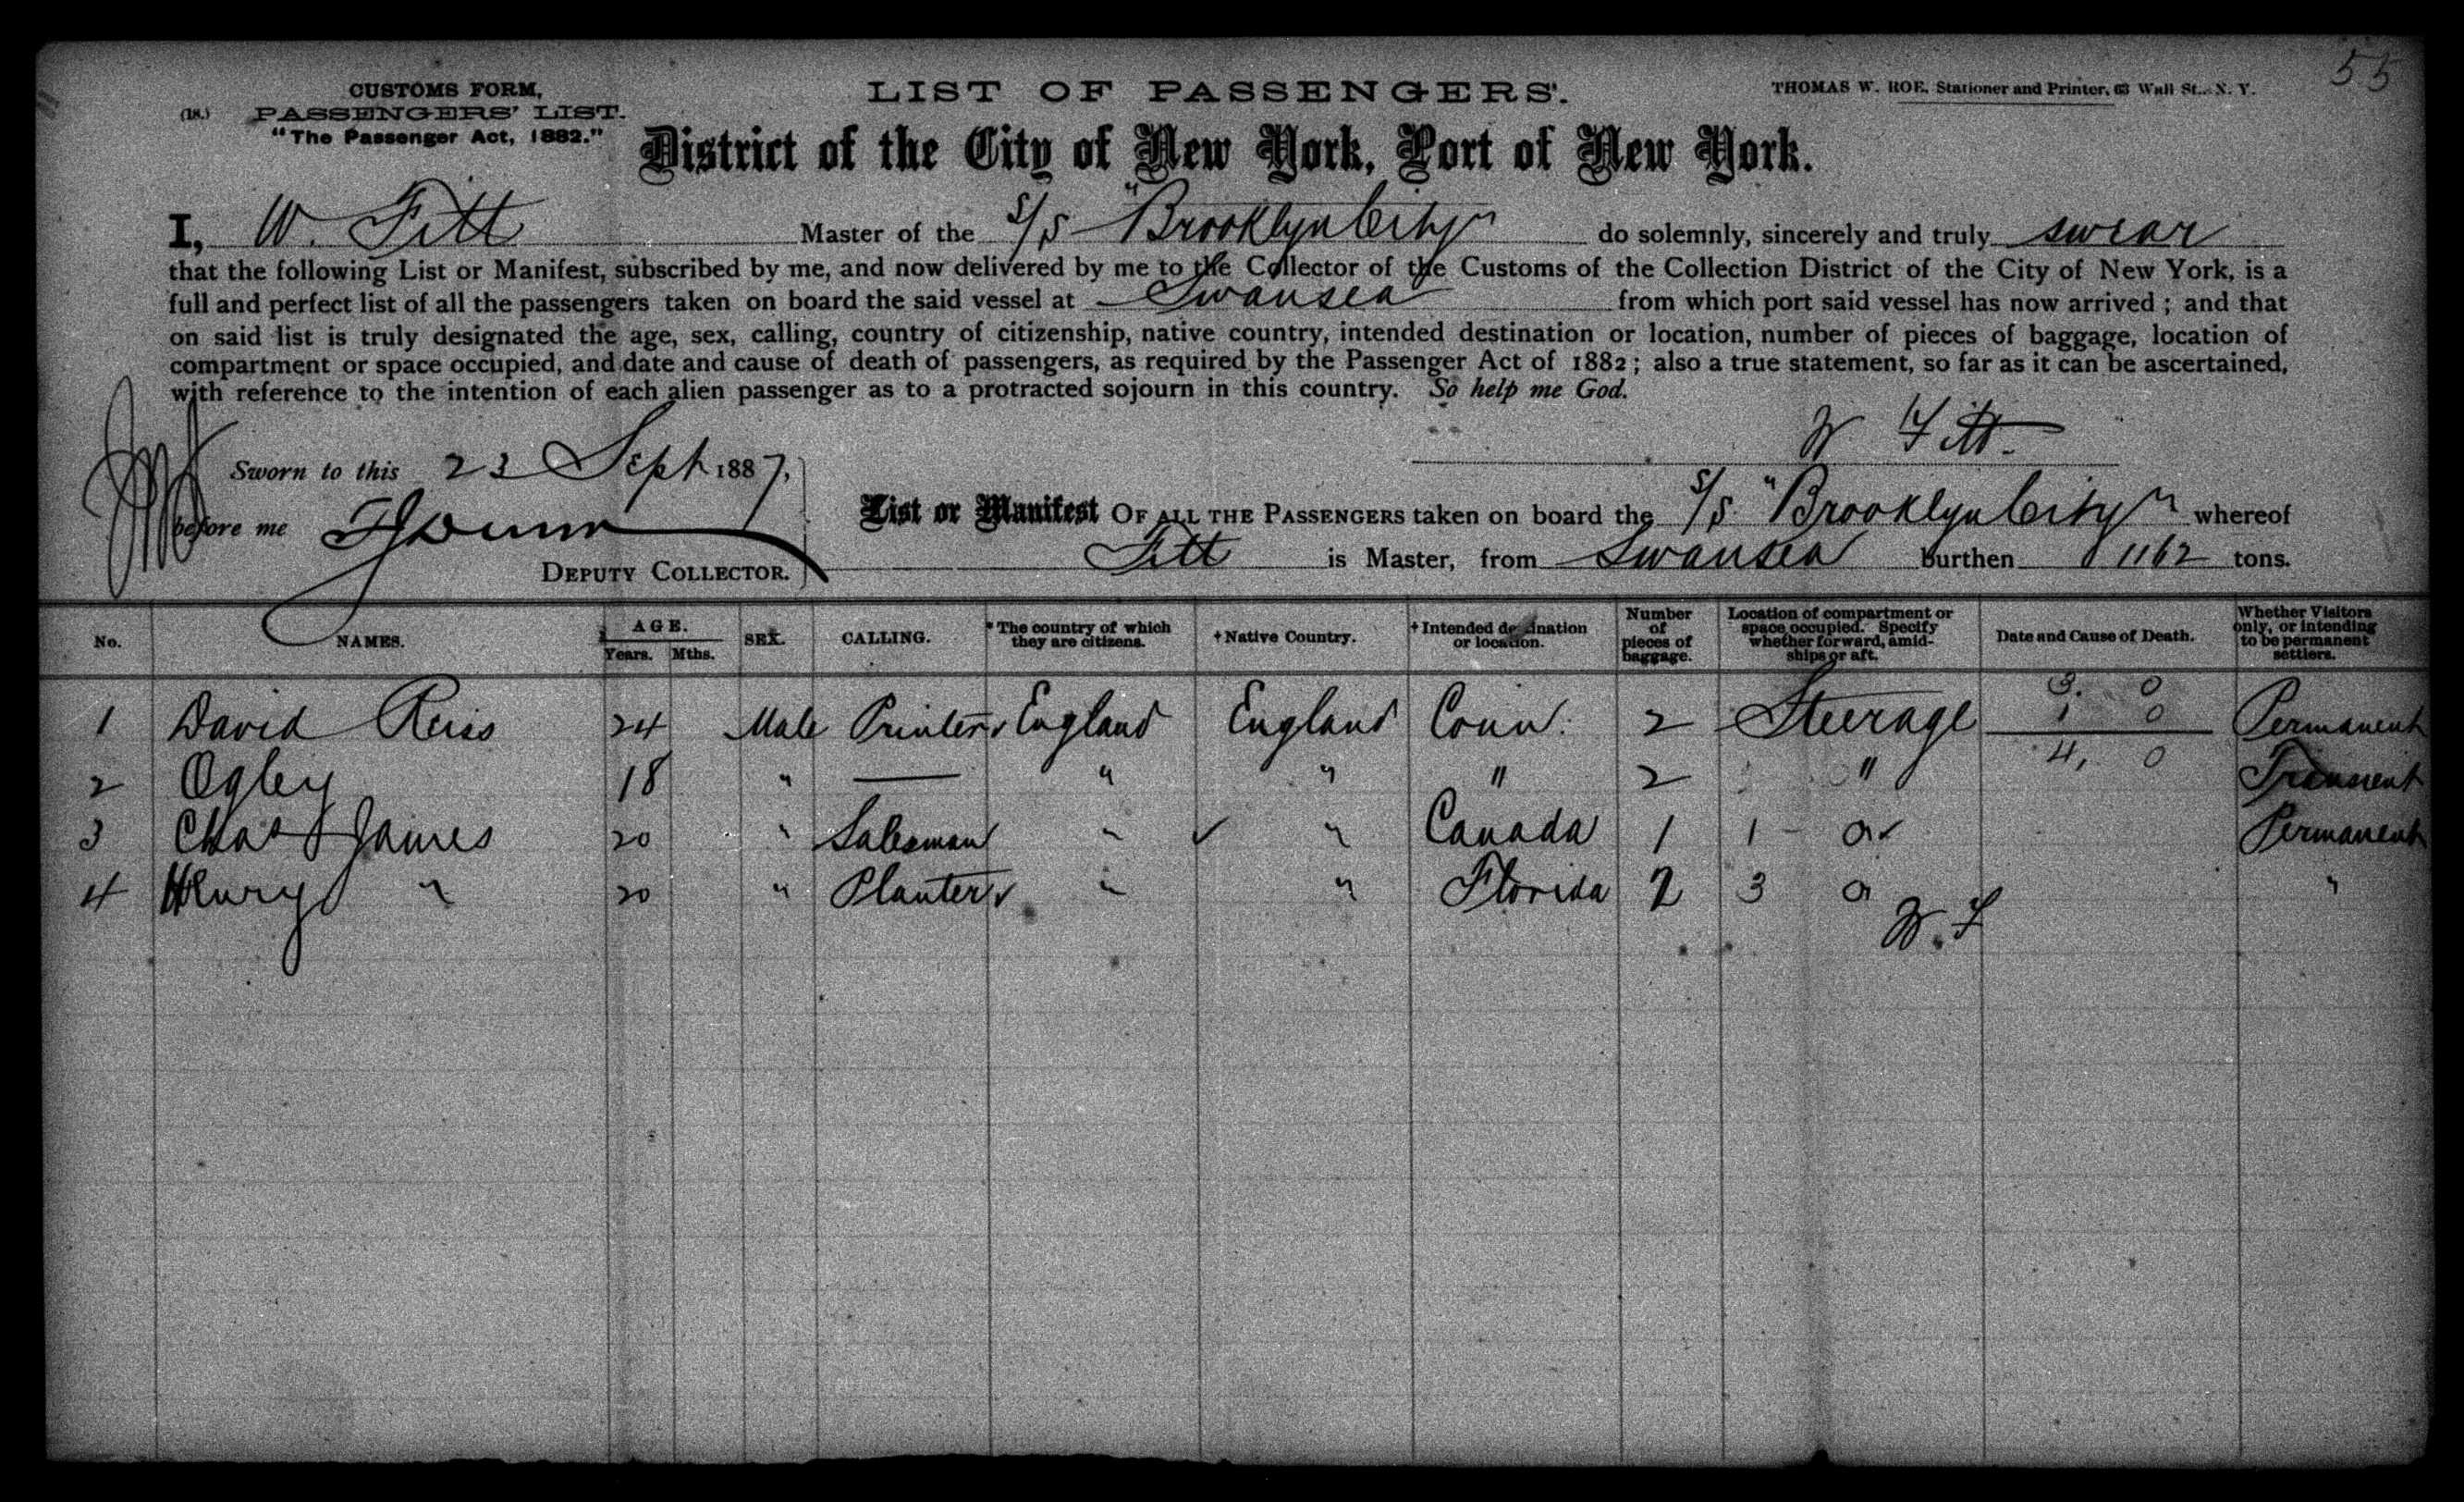 55
CUSTOMS FORM,
(18.) PASSENGERS' LIST.
"The Passenger Act, 1882."
LIST OF PASSENGERS.
THOMAS W. ROE, Stationer and Printer, 63 Wall St., N. Y.
District of the City of New York, Port of New York.
I, W. Fitt Master of the S/S "Brooklyn City" do solemnly, sincerely and truly swear
that the following List or Manifest, subscribed by me, and now delivered by me to the Collector of the Customs of the Collection District of the City of New York, is a
full and perfect list of all the passengers taken on board the said vessel at Swansea from which port said vessel has now arrived; and that
on said list is truly designated the age, sex, calling, country of citizenship, native country, intended destination or location, number of pieces of baggage, location of
compartment or space occupied, and date and cause of death of passengers, as required by the Passenger Act of 1882; also a true statement, so far as it can be ascertained,
with reference to the intention of each alien passenger as to a protracted sojourn in this country. So help me God.
W Fitt.
Sworn to this 23 Sept 1887,
before me
DEPUTY COLLECTOR.
List or Manifest OF ALL THE PASSENGERS taken on board the S/S "Brooklyn City" whereof
Fitt is Master, from Swansea burthen 1162 tons.
No. NAMES. AGE. Years. Mths. SEX. CALLING. * The country of which they are citizens. † Native Country. † Intended destination or location. Number of pieces of baggage. Location of compartment or space occupied. Specify whether forward, amidships or aft. Date and Cause of Death. Whether Visitors only, or intending to be permanent settlers.
1 David Reiss 24 Male Printer England England Conn. 2 Steerage Permanent
3. 0
1 0
4, 0
2 Ogley 18 " — " " " 2 " Transient
3 Chas James 20 " Salesman " " Canada 1 1 Permanent
4 Henry " 20 " Planter " " Florida 2 3 "
W. F